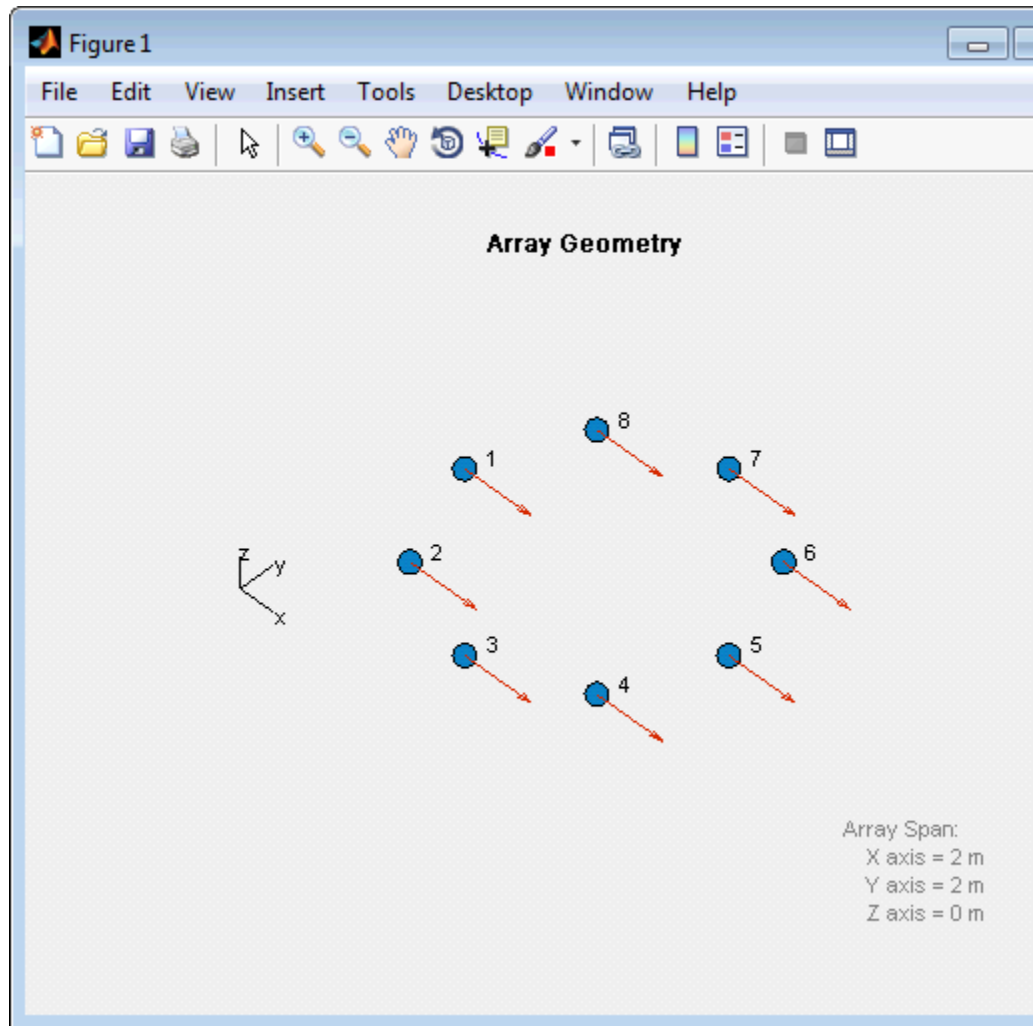 Figure 1
File Edit View Insert Tools Desktop Window Help
Array Geometry
8
1
7
z
y
x
2
6
3
5
4
Array Span:
X axis = 2 m
Y axis = 2 m
Z axis = 0 m